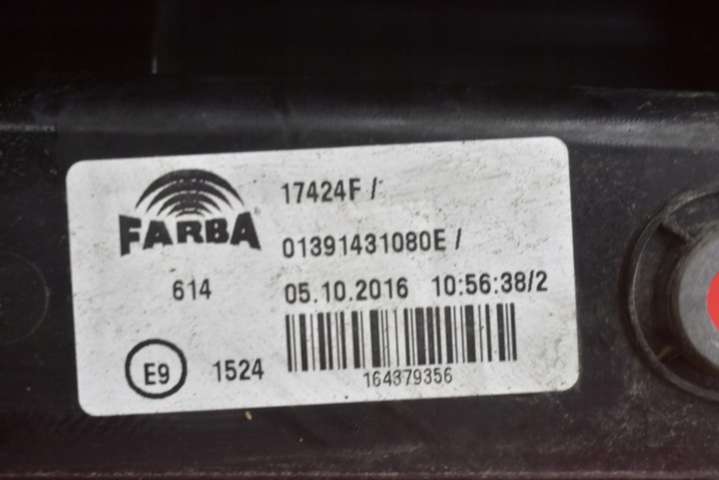 FARBA
17424F /
01391431080E /
614
05.10.2016 10:56:38/2
E9
1524
164379356